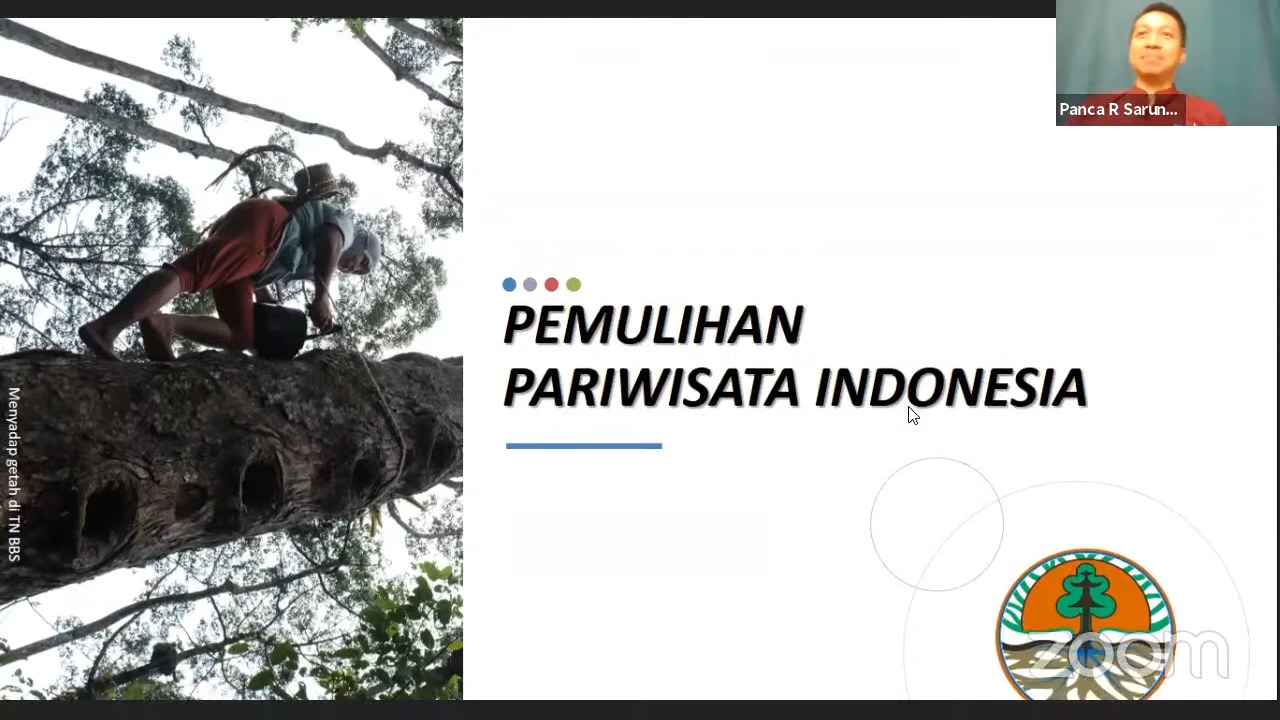 Panca R Sarun...
PEMULIHAN
PARIWISATA INDONESIA
Menyadap getah di TN BBS
zoom